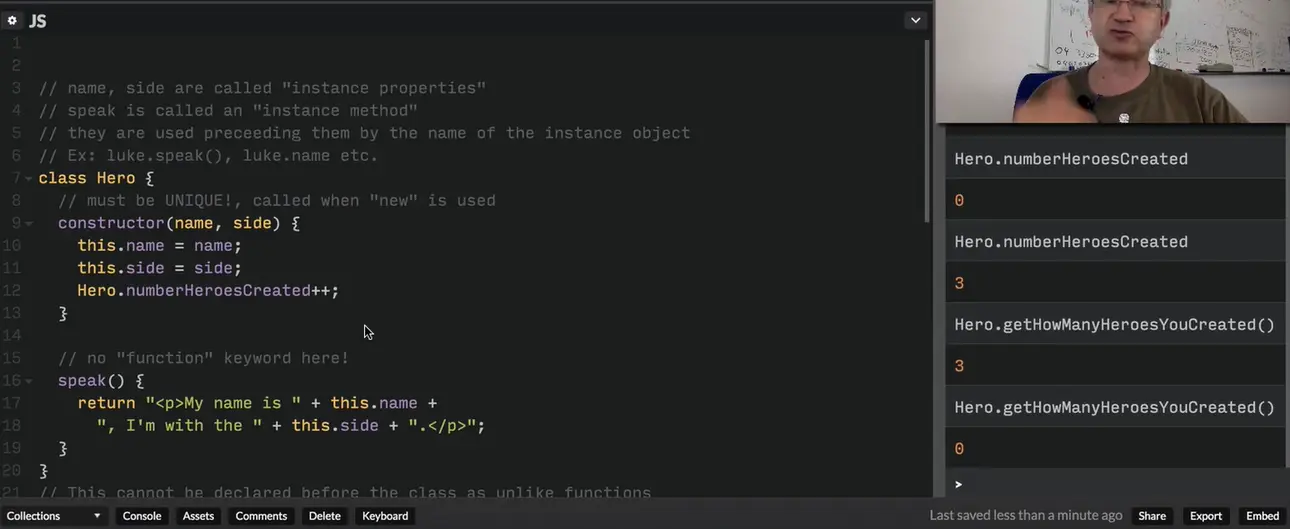 JS
1
2
3 // name, side are called "instance properties"
4 // speak is called an "instance method"
5 // they are used preceeding them by the name of the instance object
6 // Ex: luke.speak(), luke.name etc.
7 class Hero {
8 // must be UNIQUE!, called when "new" is used
9 constructor(name, side) {
10 this.name = name;
11 this.side = side;
12 Hero.numberHeroesCreated++;
13 }
14
15 // no "function" keyword here!
16 speak() {
17 return "<p>My name is " + this.name +
18 ", I'm with the " + this.side + ".</p>";
19 }
20 }
21 // This cannot be declared before the class as unlike functions
Hero.numberHeroesCreated
0
Hero.numberHeroesCreated
3
Hero.getHowManyHeroesYouCreated()
3
Hero.getHowManyHeroesYouCreated()
0
>
Collections Console Assets Comments Delete Keyboard Last saved less than a minute ago Share Export Embed